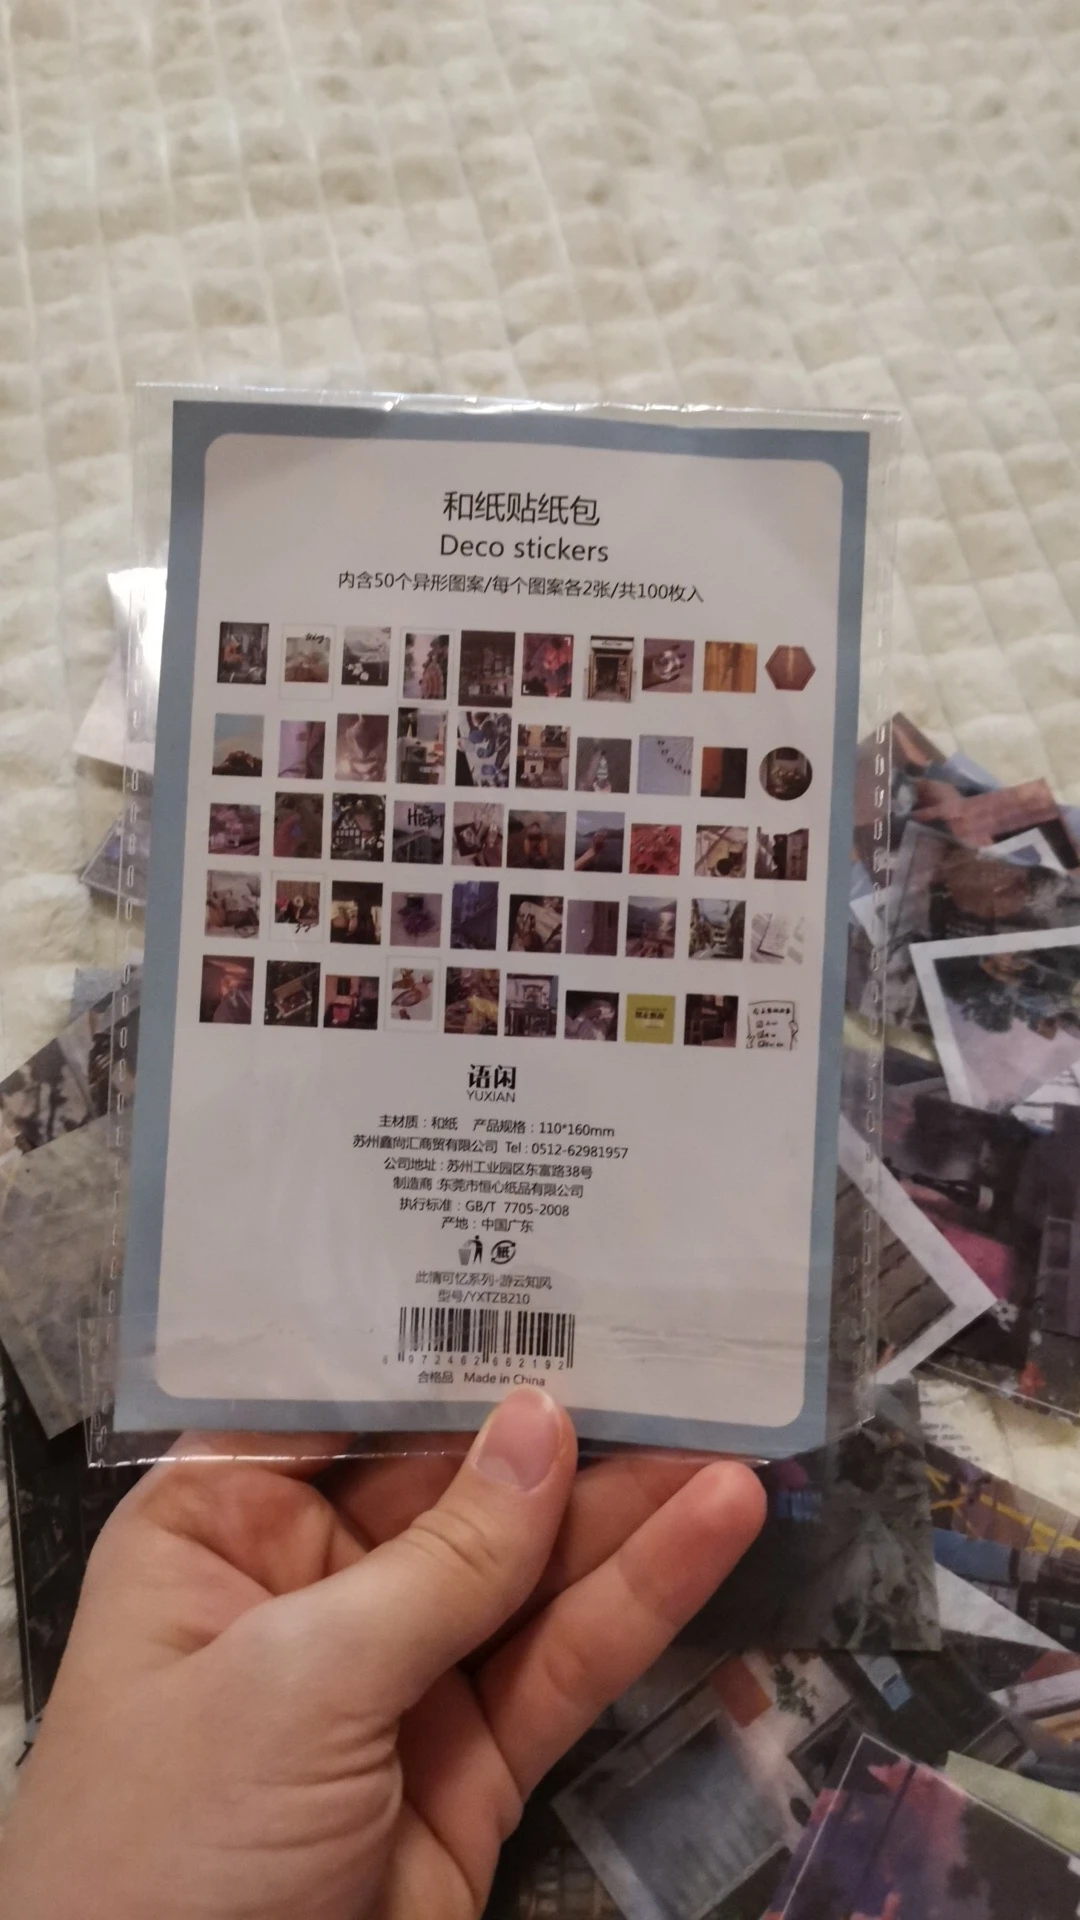 和纸贴纸包
Deco stickers
内含50个异形图案/每个图案各2张/共100枚入
语闲
YUXIAN
主材质：和纸 产品规格：110*160mm
苏州鑫尚汇商贸有限公司 Tel：0512-62981957
公司地址：苏州工业园区东富路38号
制造商:东莞市恒心纸品有限公司
执行标准：GB/T 7705-2008
产地：中国广东
紙
此情可忆系列-游云知风
型号/YXTZB210
6 972462 662192
合格品 Made in China